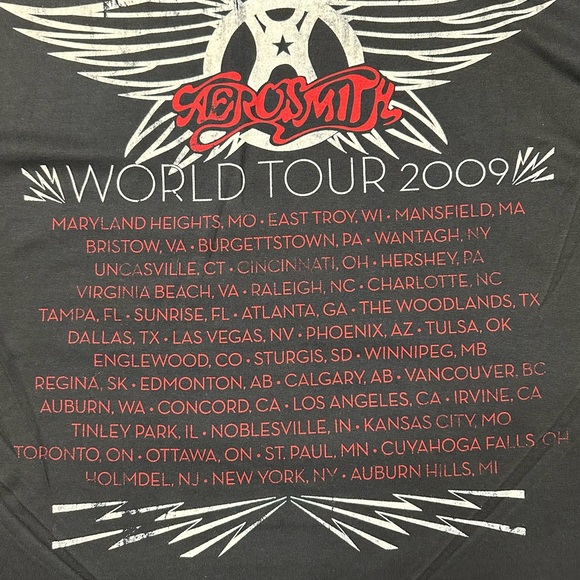 AEROSMITH
WORLD TOUR 2009
MARYLAND HEIGHTS, MO • EAST TROY, WI • MANSFIELD, MA
BRISTOW, VA • BURGETTSTOWN, PA • WANTAGH, NY
UNCASVILLE, CT • CINCINNATI, OH • HERSHEY, PA
VIRGINIA BEACH, VA • RALEIGH, NC • CHARLOTTE, NC
TAMPA, FL • SUNRISE, FL • ATLANTA, GA • THE WOODLANDS, TX
DALLAS, TX • LAS VEGAS, NV • PHOENIX, AZ • TULSA, OK
ENGLEWOOD, CO • STURGIS, SD • WINNIPEG, MB
REGINA, SK • EDMONTON, AB • CALGARY, AB • VANCOUVER, BC
AUBURN, WA • CONCORD, CA • LOS ANGELES, CA • IRVINE, CA
TINLEY PARK, IL • NOBLESVILLE, IN • KANSAS CITY, MO
TORONTO, ON • OTTAWA, ON • ST. PAUL, MN • CUYAHOGA FALLS, OH
HOLMDEL, NJ • NEW YORK, NY • AUBURN HILLS, MI